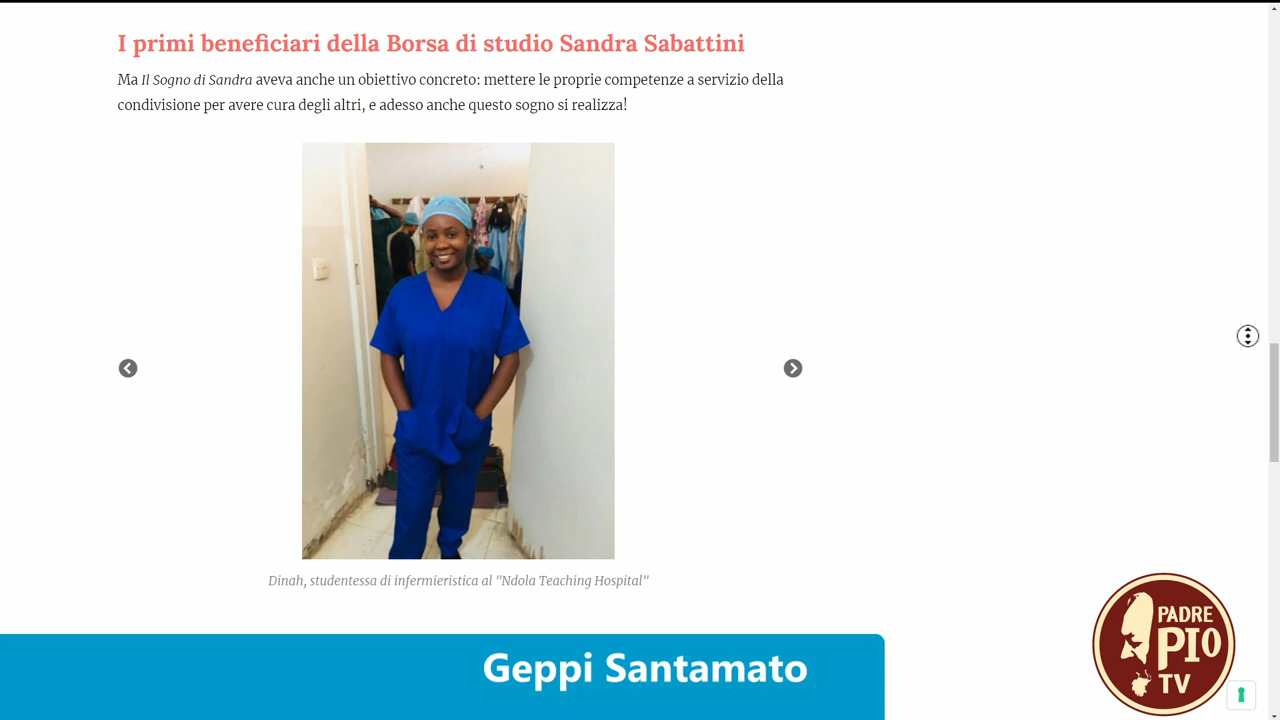 I primi beneficiari della Borsa di studio Sandra Sabattini
Ma Il Sogno di Sandra aveva anche un obiettivo concreto: mettere le proprie competenze a servizio della
condivisione per avere cura degli altri, e adesso anche questo sogno si realizza!
Dinah, studentessa di infermieristica al "Ndola Teaching Hospital"
Geppi Santamato
PADRE
PIO
TV